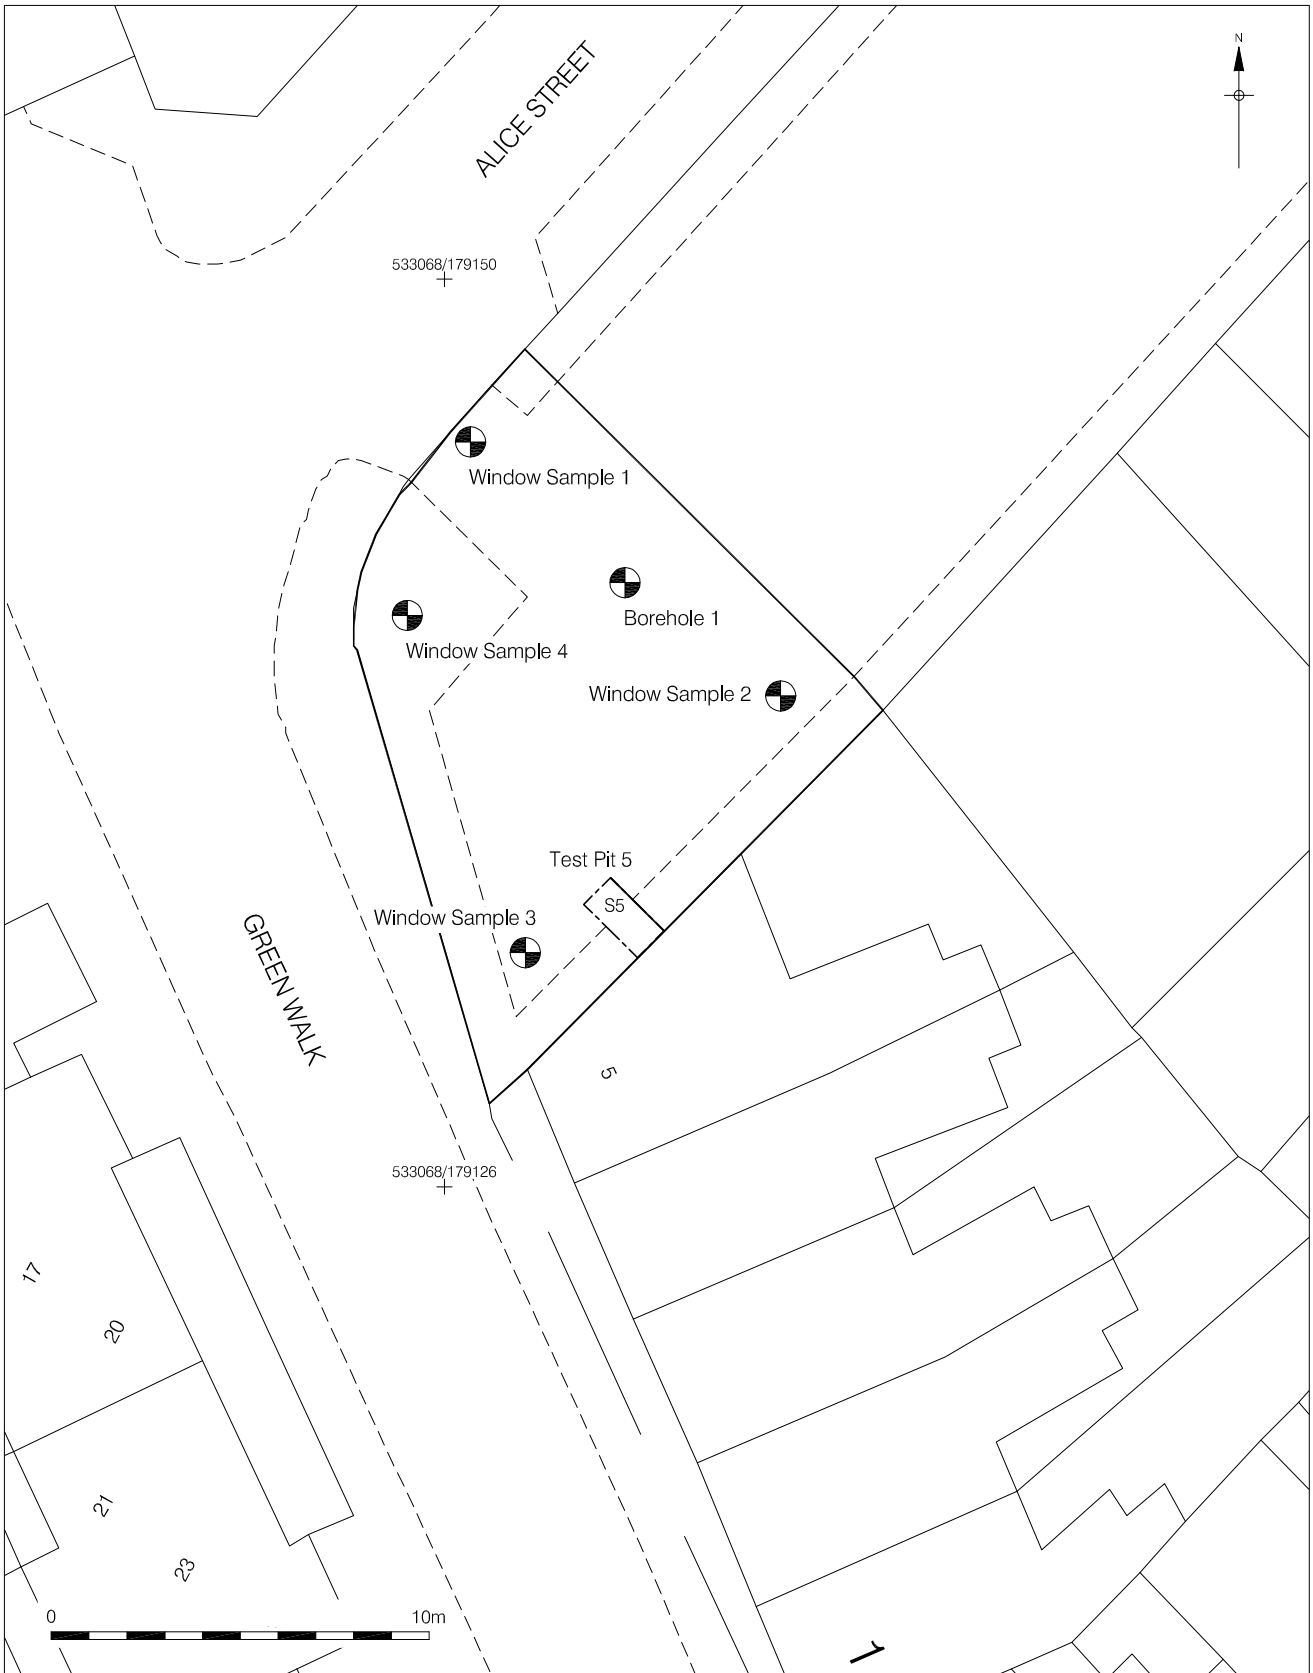 N
ALICE STREET
533068/179150
Window Sample 1
Borehole 1
Window Sample 4
Window Sample 2
Test Pit 5
S5
Window Sample 3
GREEN WALK
5
533068/179126
17
20
21
23
0 10m
1